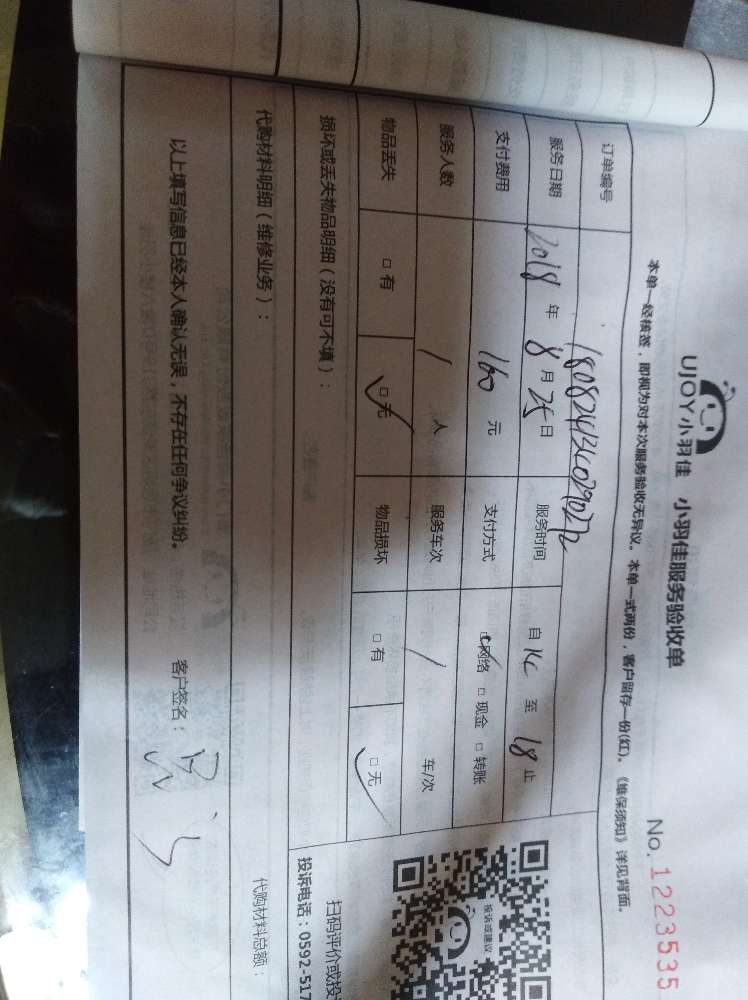 UJOY小羽佳 小羽佳服务验收单 No. 1223535
本单一经核签，即视为对本次服务验收无异议。本单一式两份，客户留存一份(红)。《维保须知》详见背面。
订单编号
服务日期 2018 年 8 月 25 日 服务时间 自 至 18 止
支付费用 160 元 支付方式 □网络 □现金 □转账
服务人数 1 人 服务车次 / 车/次
物品丢失 □有 □无 物品损坏 □有 □无
损坏或丢失物品明细（没有可不填）：
投诉或建议
扫码评价或投
投诉电话：0592-517
代购材料明细（维修业务）： 代购材料总额：
以上填写信息已经本人确认无误，不存在任何争议纠纷。 客户签名：